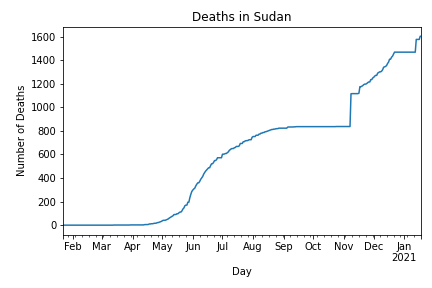 Deaths in Sudan
1600
1400
1200
1000
800
600
400
200
0
Number of Deaths
Feb Mar Apr May Jun Jul Aug Sep Oct Nov Dec Jan
2021
Day